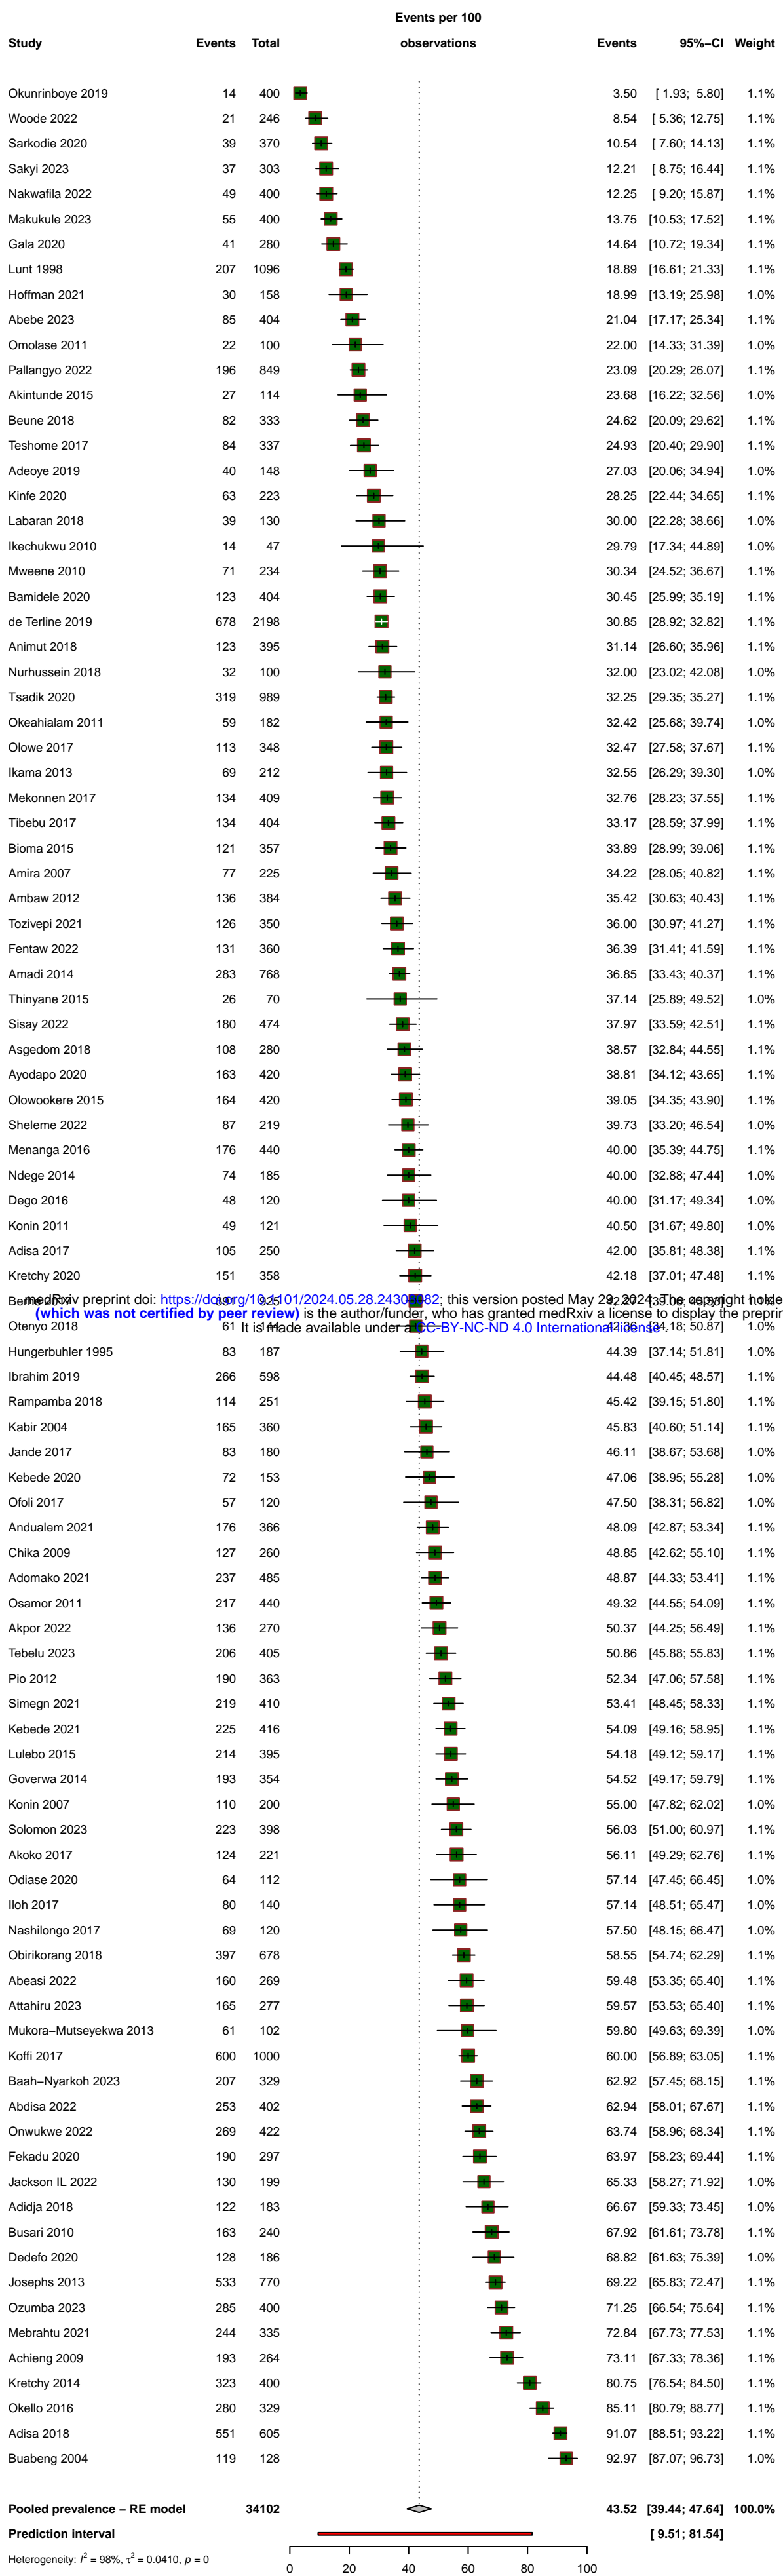 Events per 100
Study Events Total observations Events 95%−CI Weight
Okunrinboye 2019 14 400 3.50 [ 1.93; 5.80] 1.1%
Woode 2022 21 246 8.54 [ 5.36; 12.75] 1.1%
Sarkodie 2020 39 370 10.54 [ 7.60; 14.13] 1.1%
Sakyi 2023 37 303 12.21 [ 8.75; 16.44] 1.1%
Nakwafila 2022 49 400 12.25 [ 9.20; 15.87] 1.1%
Makukule 2023 55 400 13.75 [10.53; 17.52] 1.1%
Gala 2020 41 280 14.64 [10.72; 19.34] 1.1%
Lunt 1998 207 1096 18.89 [16.61; 21.33] 1.1%
Hoffman 2021 30 158 18.99 [13.19; 25.98] 1.0%
Abebe 2023 85 404 21.04 [17.17; 25.34] 1.1%
Omolase 2011 22 100 22.00 [14.33; 31.39] 1.0%
Pallangyo 2022 196 849 23.09 [20.29; 26.07] 1.1%
Akintunde 2015 27 114 23.68 [16.22; 32.56] 1.0%
Beune 2018 82 333 24.62 [20.09; 29.62] 1.1%
Teshome 2017 84 337 24.93 [20.40; 29.90] 1.1%
Adeoye 2019 40 148 27.03 [20.06; 34.94] 1.0%
Kinfe 2020 63 223 28.25 [22.44; 34.65] 1.1%
Labaran 2018 39 130 30.00 [22.28; 38.66] 1.0%
Ikechukwu 2010 14 47 29.79 [17.34; 44.89] 1.0%
Mweene 2010 71 234 30.34 [24.52; 36.67] 1.1%
Bamidele 2020 123 404 30.45 [25.99; 35.19] 1.1%
de Terline 2019 678 2198 30.85 [28.92; 32.82] 1.1%
Animut 2018 123 395 31.14 [26.60; 35.96] 1.1%
Nurhussein 2018 32 100 32.00 [23.02; 42.08] 1.0%
Tsadik 2020 319 989 32.25 [29.35; 35.27] 1.1%
Okeahialam 2011 59 182 32.42 [25.68; 39.74] 1.0%
Olowe 2017 113 348 32.47 [27.58; 37.67] 1.1%
Ikama 2013 69 212 32.55 [26.29; 39.30] 1.0%
Mekonnen 2017 134 409 32.76 [28.23; 37.55] 1.1%
Tibebu 2017 134 404 33.17 [28.59; 37.99] 1.1%
Bioma 2015 121 357 33.89 [28.99; 39.06] 1.1%
Amira 2007 77 225 34.22 [28.05; 40.82] 1.1%
Ambaw 2012 136 384 35.42 [30.63; 40.43] 1.1%
Tozivepi 2021 126 350 36.00 [30.97; 41.27] 1.1%
Fentaw 2022 131 360 36.39 [31.41; 41.59] 1.1%
Amadi 2014 283 768 36.85 [33.43; 40.37] 1.1%
Thinyane 2015 26 70 37.14 [25.89; 49.52] 1.0%
Sisay 2022 180 474 37.97 [33.59; 42.51] 1.1%
Asgedom 2018 108 280 38.57 [32.84; 44.55] 1.1%
Ayodapo 2020 163 420 38.81 [34.12; 43.65] 1.1%
Olowookere 2015 164 420 39.05 [34.35; 43.90] 1.1%
Sheleme 2022 87 219 39.73 [33.20; 46.54] 1.0%
Menanga 2016 176 440 40.00 [35.39; 44.75] 1.1%
Ndege 2014 74 185 40.00 [32.88; 47.44] 1.0%
Dego 2016 48 120 40.00 [31.17; 49.34] 1.0%
Konin 2011 49 121 40.50 [31.67; 49.80] 1.0%
Adisa 2017 105 250 42.00 [35.81; 48.38] 1.1%
Kretchy 2020 151 358 42.18 [37.01; 47.48] 1.1%
medRxiv preprint doi: https://doi.org/10.1101/2024.05.28.24308082; this version posted May 29, 2024. The copyright holde
(which was not certified by peer review) is the author/funder, who has granted medRxiv a license to display the preprin
Otenyo 2018 61 144 42.36 [34.18; 50.87] 1.0%
It is made available under a CC-BY-NC-ND 4.0 International license .
Hungerbuhler 1995 83 187 44.39 [37.14; 51.81] 1.0%
Ibrahim 2019 266 598 44.48 [40.45; 48.57] 1.1%
Rampamba 2018 114 251 45.42 [39.15; 51.80] 1.1%
Kabir 2004 165 360 45.83 [40.60; 51.14] 1.1%
Jande 2017 83 180 46.11 [38.67; 53.68] 1.0%
Kebede 2020 72 153 47.06 [38.95; 55.28] 1.0%
Ofoli 2017 57 120 47.50 [38.31; 56.82] 1.0%
Andualem 2021 176 366 48.09 [42.87; 53.34] 1.1%
Chika 2009 127 260 48.85 [42.62; 55.10] 1.1%
Adomako 2021 237 485 48.87 [44.33; 53.41] 1.1%
Osamor 2011 217 440 49.32 [44.55; 54.09] 1.1%
Akpor 2022 136 270 50.37 [44.25; 56.49] 1.1%
Tebelu 2023 206 405 50.86 [45.88; 55.83] 1.1%
Pio 2012 190 363 52.34 [47.06; 57.58] 1.1%
Simegn 2021 219 410 53.41 [48.45; 58.33] 1.1%
Kebede 2021 225 416 54.09 [49.16; 58.95] 1.1%
Lulebo 2015 214 395 54.18 [49.12; 59.17] 1.1%
Goverwa 2014 193 354 54.52 [49.17; 59.79] 1.1%
Konin 2007 110 200 55.00 [47.82; 62.02] 1.0%
Solomon 2023 223 398 56.03 [51.00; 60.97] 1.1%
Akoko 2017 124 221 56.11 [49.29; 62.76] 1.1%
Odiase 2020 64 112 57.14 [47.45; 66.45] 1.0%
Iloh 2017 80 140 57.14 [48.51; 65.47] 1.0%
Nashilongo 2017 69 120 57.50 [48.15; 66.47] 1.0%
Obirikorang 2018 397 678 58.55 [54.74; 62.29] 1.1%
Abeasi 2022 160 269 59.48 [53.35; 65.40] 1.1%
Attahiru 2023 165 277 59.57 [53.53; 65.40] 1.1%
Mukora−Mutseyekwa 2013 61 102 59.80 [49.63; 69.39] 1.0%
Koffi 2017 600 1000 60.00 [56.89; 63.05] 1.1%
Baah−Nyarkoh 2023 207 329 62.92 [57.45; 68.15] 1.1%
Abdisa 2022 253 402 62.94 [58.01; 67.67] 1.1%
Onwukwe 2022 269 422 63.74 [58.96; 68.34] 1.1%
Fekadu 2020 190 297 63.97 [58.23; 69.44] 1.1%
Jackson IL 2022 130 199 65.33 [58.27; 71.92] 1.0%
Adidja 2018 122 183 66.67 [59.33; 73.45] 1.0%
Busari 2010 163 240 67.92 [61.61; 73.78] 1.1%
Dedefo 2020 128 186 68.82 [61.63; 75.39] 1.0%
Josephs 2013 533 770 69.22 [65.83; 72.47] 1.1%
Ozumba 2023 285 400 71.25 [66.54; 75.64] 1.1%
Mebrahtu 2021 244 335 72.84 [67.73; 77.53] 1.1%
Achieng 2009 193 264 73.11 [67.33; 78.36] 1.1%
Kretchy 2014 323 400 80.75 [76.54; 84.50] 1.1%
Okello 2016 280 329 85.11 [80.79; 88.77] 1.1%
Adisa 2018 551 605 91.07 [88.51; 93.22] 1.1%
Buabeng 2004 119 128 92.97 [87.07; 96.73] 1.0%
Pooled prevalence − RE model 34102 43.52 [39.44; 47.64] 100.0%
Prediction interval [ 9.51; 81.54]
Heterogeneity: I² = 98%, τ² = 0.0410, p = 0
0 20 40 60 80 100